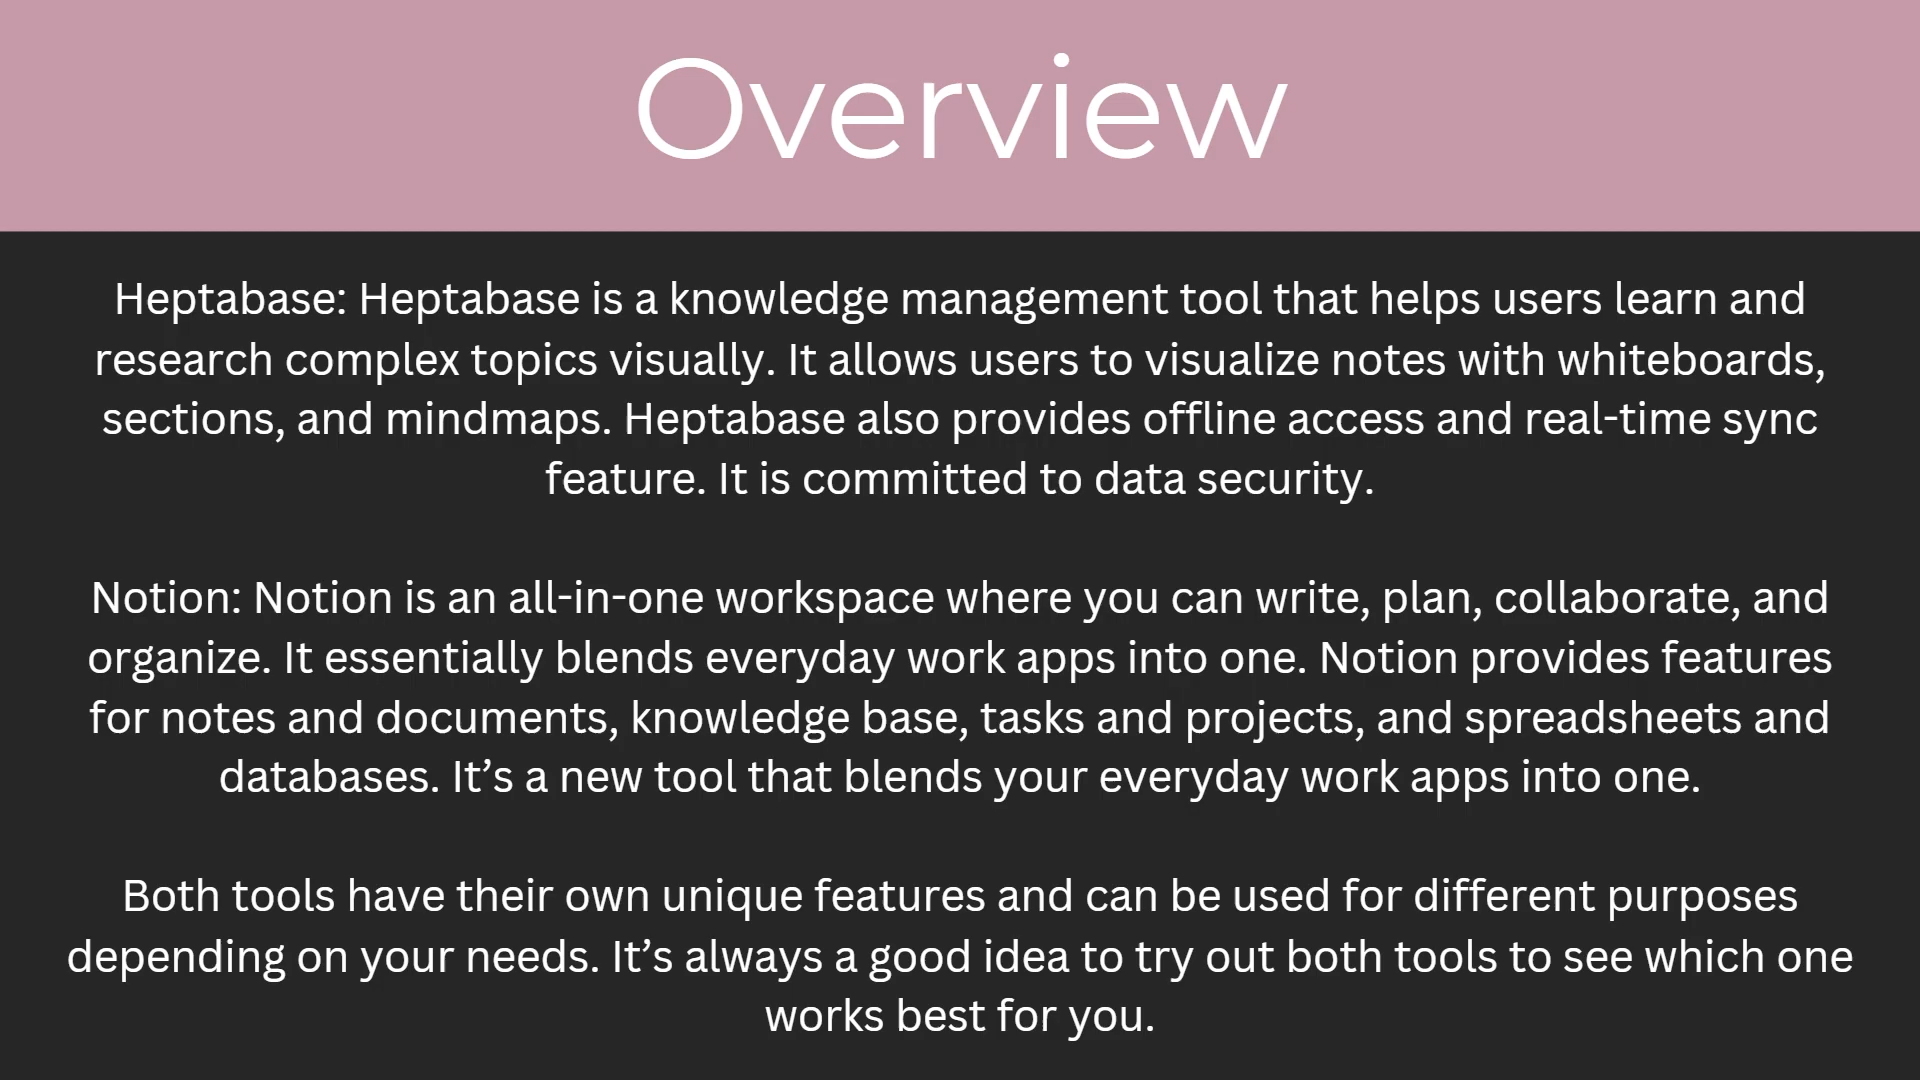 Overview
Heptabase: Heptabase is a knowledge management tool that helps users learn and
research complex topics visually. It allows users to visualize notes with whiteboards,
sections, and mindmaps. Heptabase also provides offline access and real-time sync
feature. It is committed to data security.
Notion: Notion is an all-in-one workspace where you can write, plan, collaborate, and
organize. It essentially blends everyday work apps into one. Notion provides features
for notes and documents, knowledge base, tasks and projects, and spreadsheets and
databases. It’s a new tool that blends your everyday work apps into one.
Both tools have their own unique features and can be used for different purposes
depending on your needs. It’s always a good idea to try out both tools to see which one
works best for you.